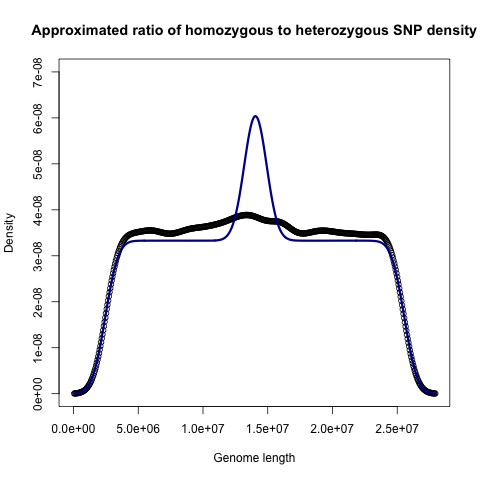 Approximated ratio of homozygous to heterozygous SNP density
7e-08
6e-08
5e-08
4e-08
3e-08
2e-08
1e-08
0e+00
Density
0.0e+00 5.0e+06 1.0e+07 1.5e+07 2.0e+07 2.5e+07
Genome length